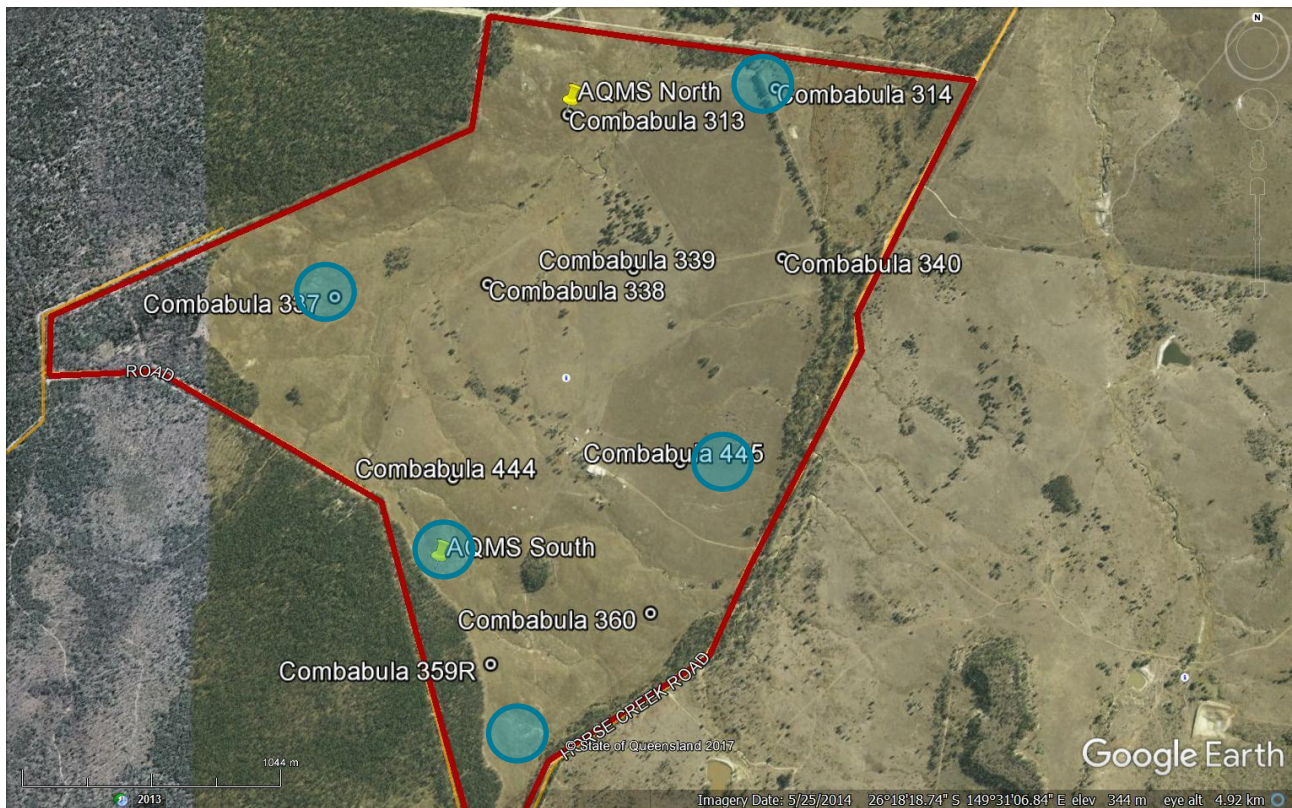 N
AQMS North
Combabula 314
Combabula 313
Combabula 339
Combabula 340
Combabula 338
Combabula 337
ROAD
Combabula 445
Combabula 444
AQMS South
Combabula 360
Combabula 359R
HORSE CREEK ROAD
© State of Queensland 2017
Google Earth
1044 m
2013
Imagery Date: 5/25/2014 26°18'18.74" S 149°31'06.84" E elev 344 m eye alt 4.92 km